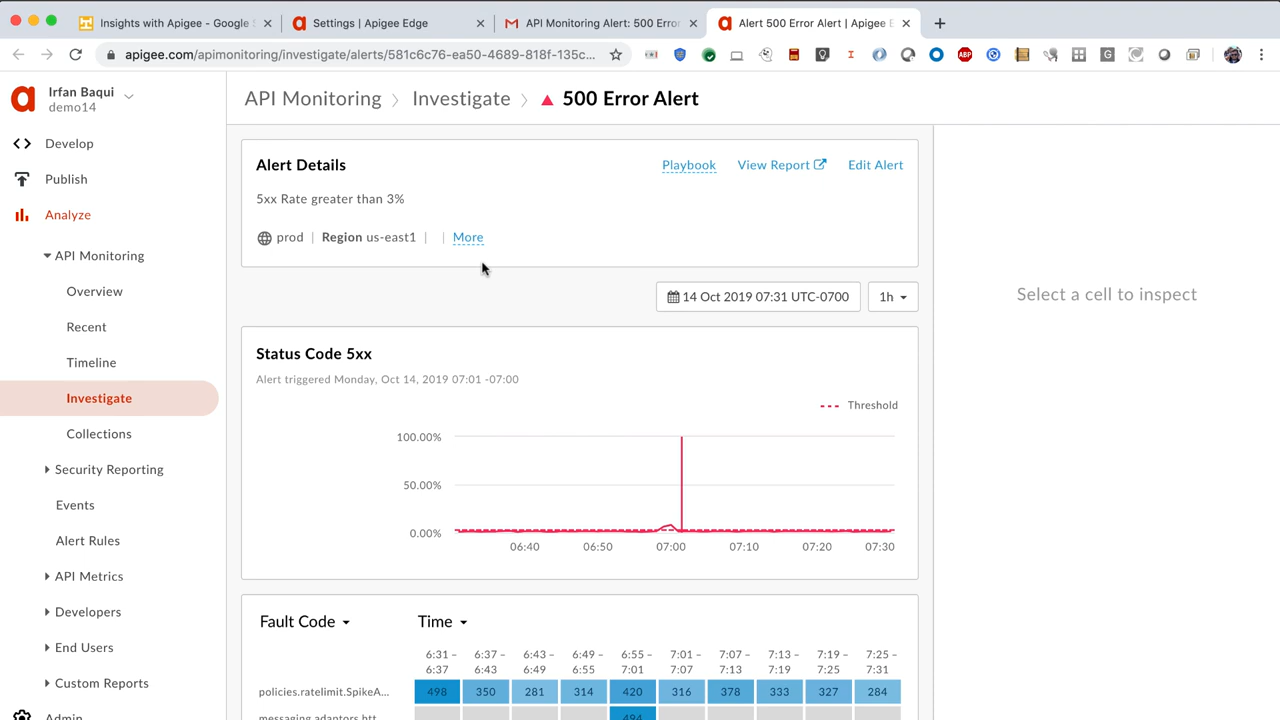 Insights with Apigee - Google
Settings | Apigee Edge
API Monitoring Alert: 500 Error
Alert 500 Error Alert | Apigee E
apigee.com/apimonitoring/investigate/alerts/581c6c76-ea50-4689-818f-135c...
ABP
G
Irfan Baqui
demo14
Develop
Publish
Analyze
API Monitoring
Overview
Recent
Timeline
Investigate
Collections
Security Reporting
Events
Alert Rules
API Metrics
Developers
End Users
Custom Reports
Admin
API Monitoring
Investigate
500 Error Alert
Alert Details
Playbook
View Report
Edit Alert
5xx Rate greater than 3%
prod | Region us-east1 | | More
14 Oct 2019 07:31 UTC-0700
1h
Status Code 5xx
Alert triggered Monday, Oct 14, 2019 07:01 -07:00
Threshold
100.00%
50.00%
0.00%
06:40 06:50 07:00 07:10 07:20 07:30
Fault Code
Time
6:31 – 6:37 – 6:43 – 6:49 – 6:55 – 7:01 – 7:07 – 7:13 – 7:19 – 7:25 –
6:37 6:43 6:49 6:55 7:01 7:07 7:13 7:19 7:25 7:31
policies.ratelimit.SpikeA... 498 350 281 314 420 316 378 333 327 284
messaging.adaptors.htt... 494
Select a cell to inspect